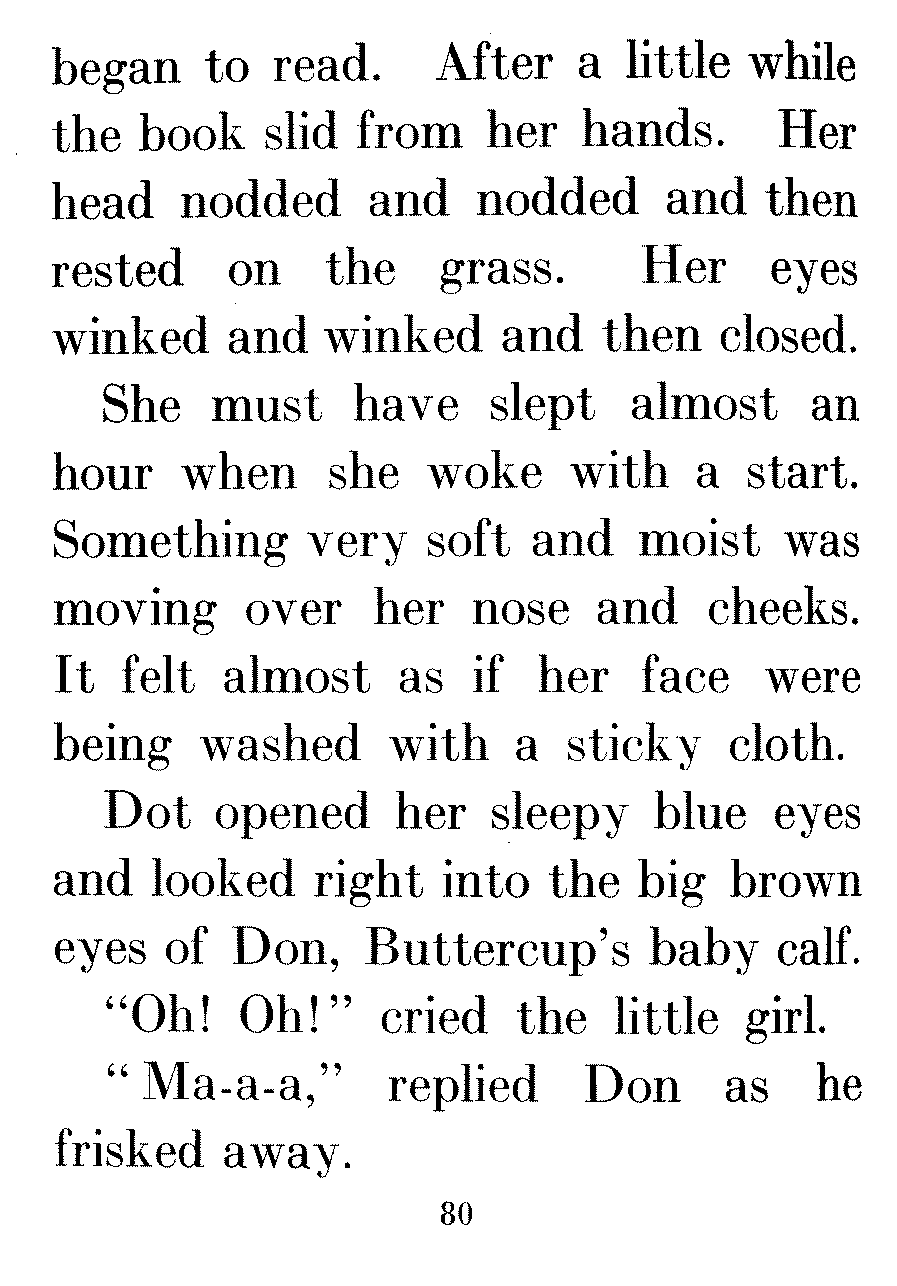 began to read. After a little while
the book slid from her hands. Her
head nodded and nodded and then
rested on the grass. Her eyes
winked and winked and then closed.
She must have slept almost an
hour when she woke with a start.
Something very soft and moist was
moving over her nose and cheeks.
It felt almost as if her face were
being washed with a sticky cloth.
Dot opened her sleepy blue eyes
and looked right into the big brown
eyes of Don, Buttercup's baby calf.
"Oh! Oh!" cried the little girl.
"Ma-a-a," replied Don as he
frisked away.
80